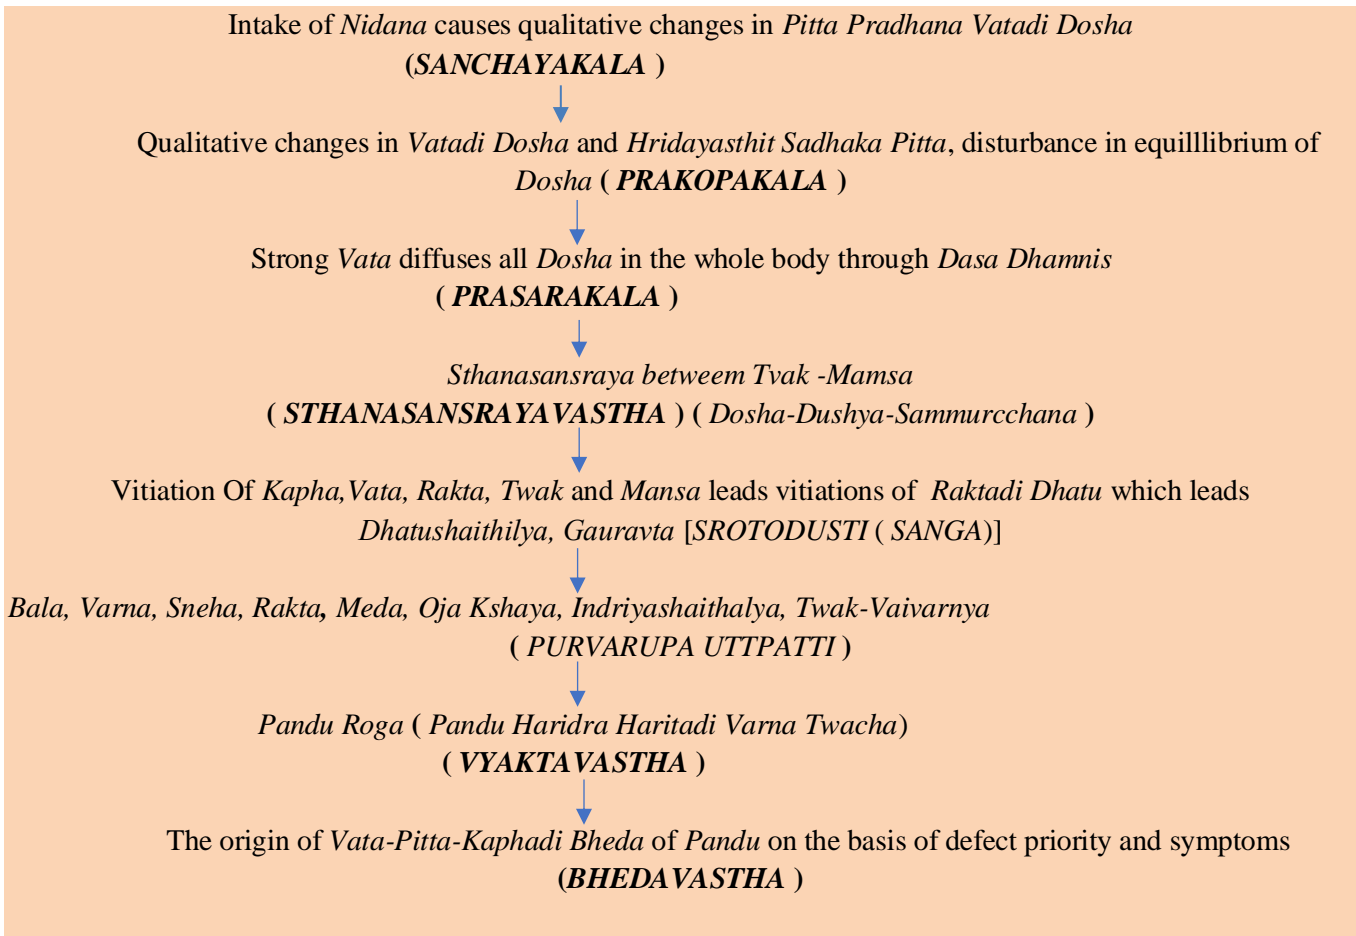 Intake of Nidana causes qualitative changes in Pitta Pradhana Vatadi Dosha
(SANCHAYAKALA )
Qualitative changes in Vatadi Dosha and Hridayasthit Sadhaka Pitta, disturbance in equilllibrium of
Dosha ( PRAKOPAKALA )
Strong Vata diffuses all Dosha in the whole body through Dasa Dhamnis
( PRASARAKALA )
Sthanasansraya betweem Tvak -Mamsa
( STHANASANSRAYAVASTHA ) ( Dosha-Dushya-Sammurcchana )
Vitiation Of Kapha,Vata, Rakta, Twak and Mansa leads vitiations of Raktadi Dhatu which leads
Dhatushaithilya, Gauravta [SROTODUSTI ( SANGA)]
Bala, Varna, Sneha, Rakta, Meda, Oja Kshaya, Indriyashaithalya, Twak-Vaivarnya
( PURVARUPA UTTPATTI )
Pandu Roga ( Pandu Haridra Haritadi Varna Twacha)
( VYAKTAVASTHA )
The origin of Vata-Pitta-Kaphadi Bheda of Pandu on the basis of defect priority and symptoms
(BHEDAVASTHA )